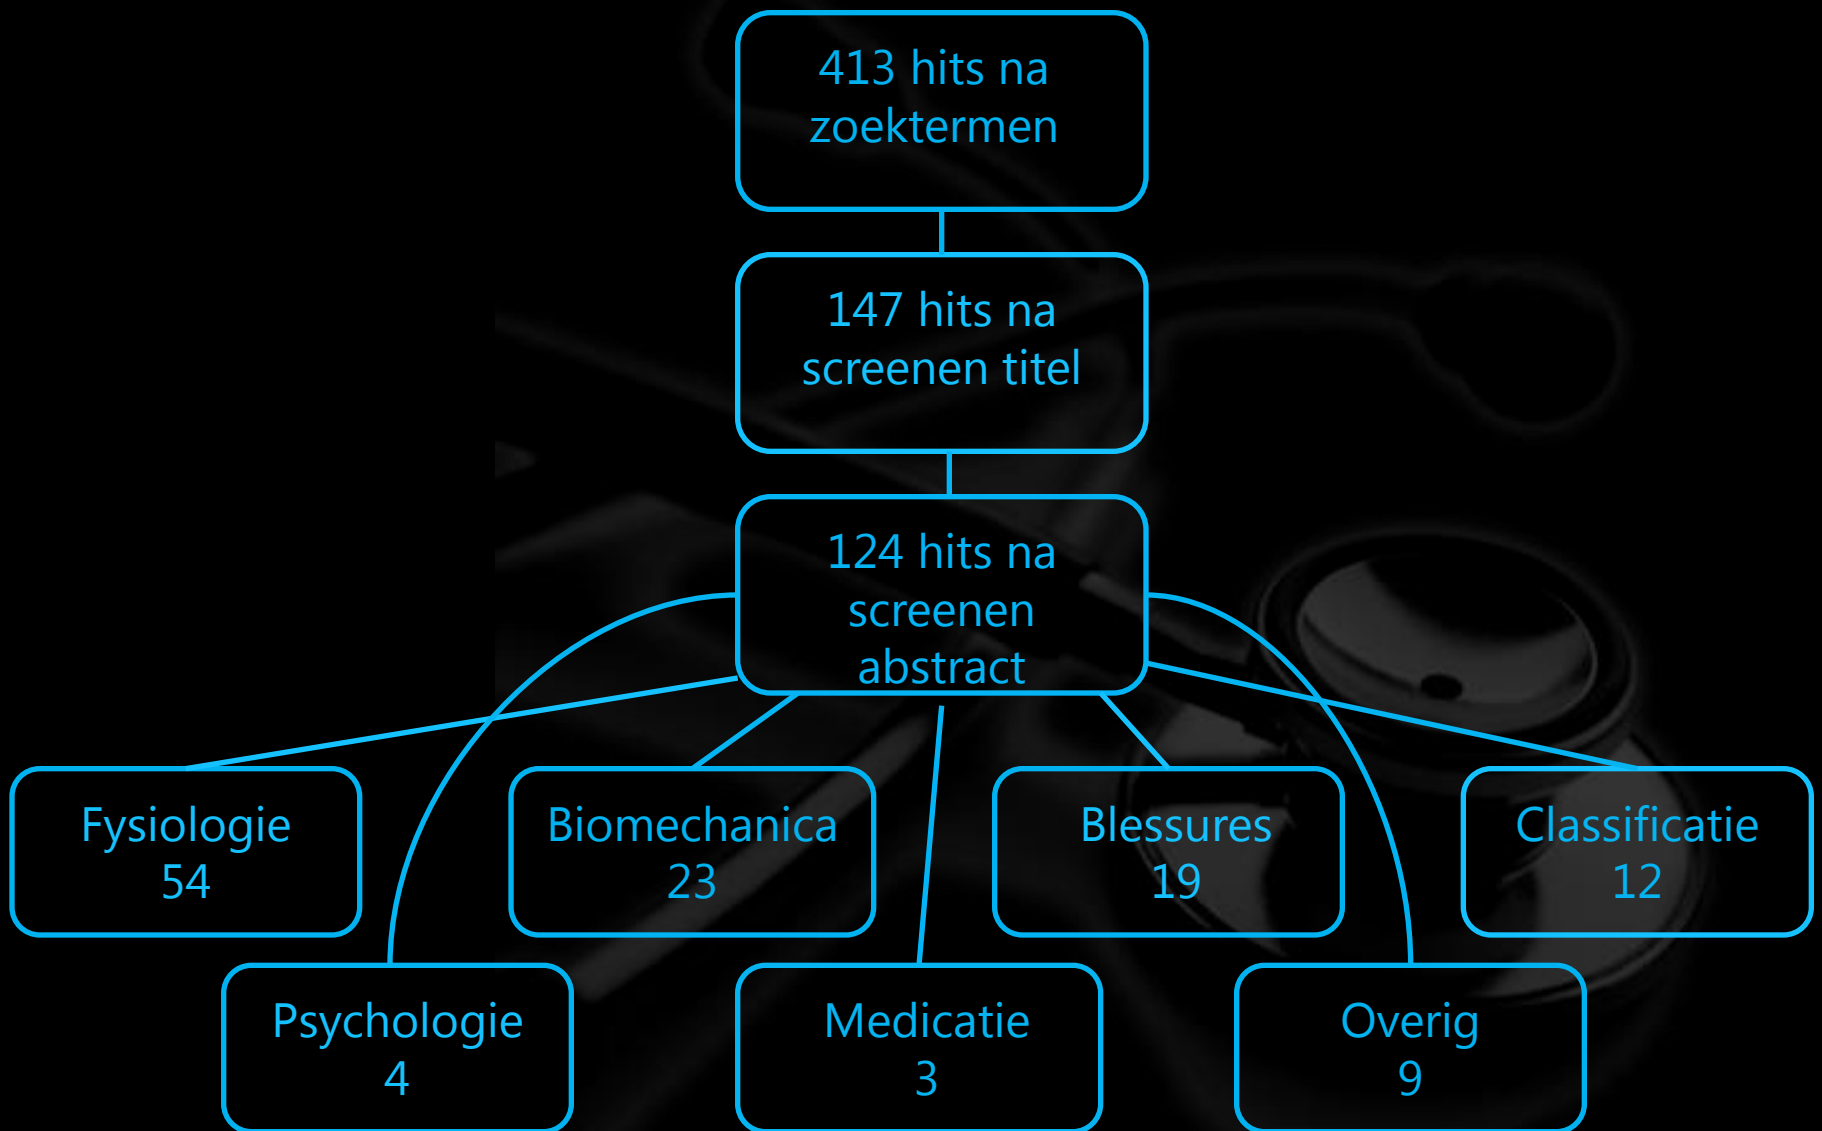 413 hits na
zoektermen
147 hits na
screenen titel
124 hits na
screenen
abstract
Fysiologie
54
Biomechanica
23
Blessures
19
Classificatie
12
Psychologie
4
Medicatie
3
Overig
9